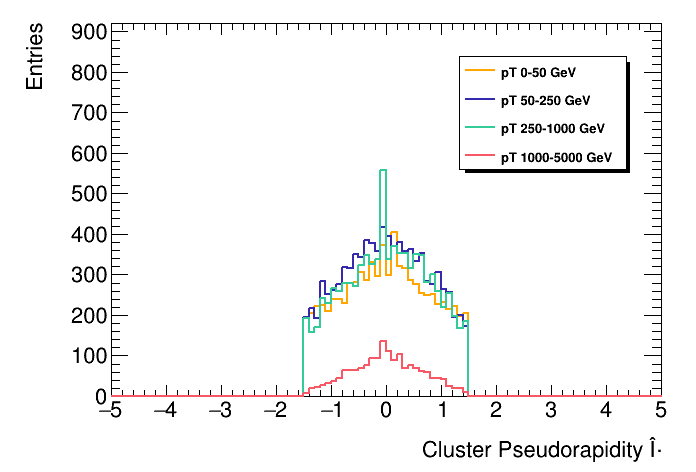 Entries
900
800
700
600
500
400
300
200
100
0
−5 −4 −3 −2 −1 0 1 2 3 4 5
pT 0-50 GeV
pT 50-250 GeV
pT 250-1000 GeV
pT 1000-5000 GeV
Cluster Pseudorapidity Î·